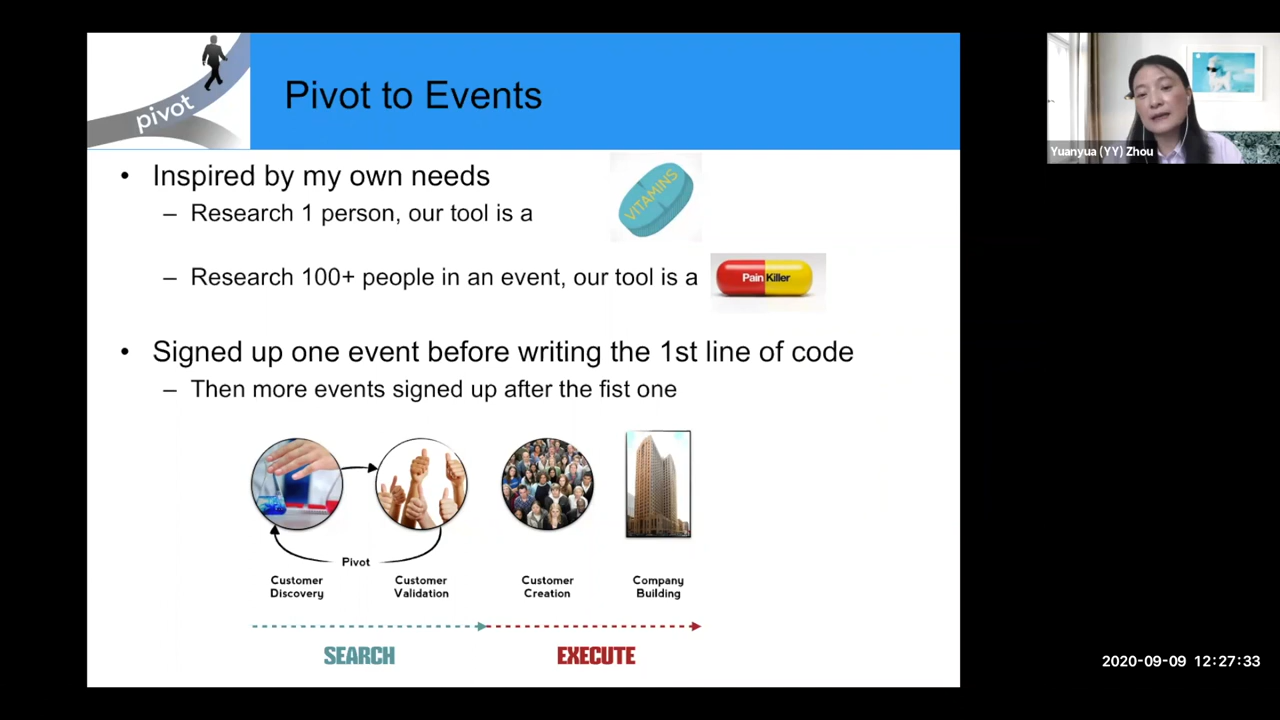 pivot
Pivot to Events
• Inspired by my own needs
– Research 1 person, our tool is a
VITAMINS
– Research 100+ people in an event, our tool is a
Pain Killer
• Signed up one event before writing the 1st line of code
– Then more events signed up after the fist one
Pivot
Customer Discovery
Customer Validation
Customer Creation
Company Building
SEARCH
EXECUTE
Yuanyua (YY) Zhou
2020-09-09 12:27:33